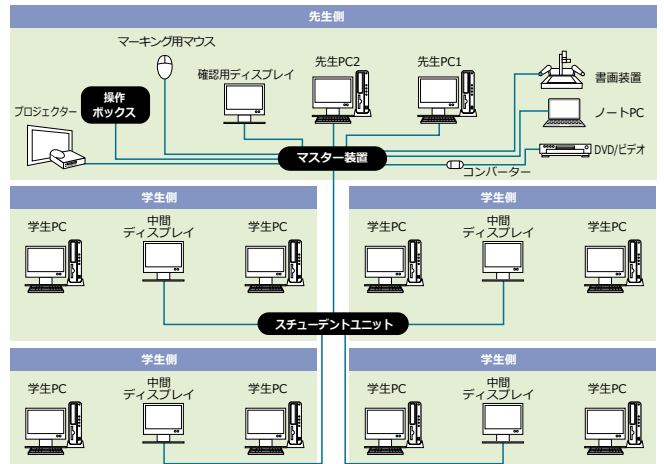 先生側
マーキング用マウス
確認用ディスプレイ
先生PC2
先生PC1
書画装置
操作
ボックス
プロジェクター
ノートPC
DVD/ビデオ
マスター装置
コンバーター
学生側
学生PC
中間
ディスプレイ
学生PC
学生側
学生PC
中間
ディスプレイ
学生PC
スチューデントユニット
学生側
学生PC
中間
ディスプレイ
学生PC
学生側
学生PC
中間
ディスプレイ
学生PC